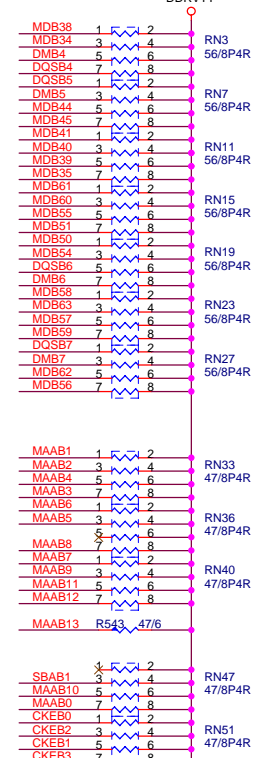 MDB38 1 2
MDB34 3 4 RN3
DMB4 5 6 56/8P4R
DQSB4 7 8
DQSB5 1 2
DMB5 3 4 RN7
MDB44 5 6 56/8P4R
MDB45 7 8
MDB41 1 2
MDB40 3 4 RN11
MDB39 5 6 56/8P4R
MDB35 7 8
MDB61 1 2
MDB60 3 4 RN15
MDB55 5 6 56/8P4R
MDB51 7 8
MDB50 1 2
MDB54 3 4 RN19
DQSB6 5 6 56/8P4R
DMB6 7 8
MDB58 1 2
MDB63 3 4 RN23
MDB57 5 6 56/8P4R
MDB59 7 8
DQSB7 1 2
DMB7 3 4 RN27
MDB62 5 6 56/8P4R
MDB56 7 8
MAAB1 1 2
MAAB2 3 4 RN33
MAAB4 5 6 47/8P4R
MAAB3 7 8
MAAB6 1 2
MAAB5 3 4 RN36
5 6 47/8P4R
MAAB8 7 8
MAAB7 1 2
MAAB9 3 4 RN40
MAAB11 5 6 47/8P4R
MAAB12 7 8
MAAB13 R543 47/6
1 2
SBAB1 3 4 RN47
MAAB10 5 6 47/8P4R
MAAB0 7 8
CKEB0 1 2
CKEB2 3 4 RN51
CKEB1 5 6 47/8P4R
CKEB3 7 8